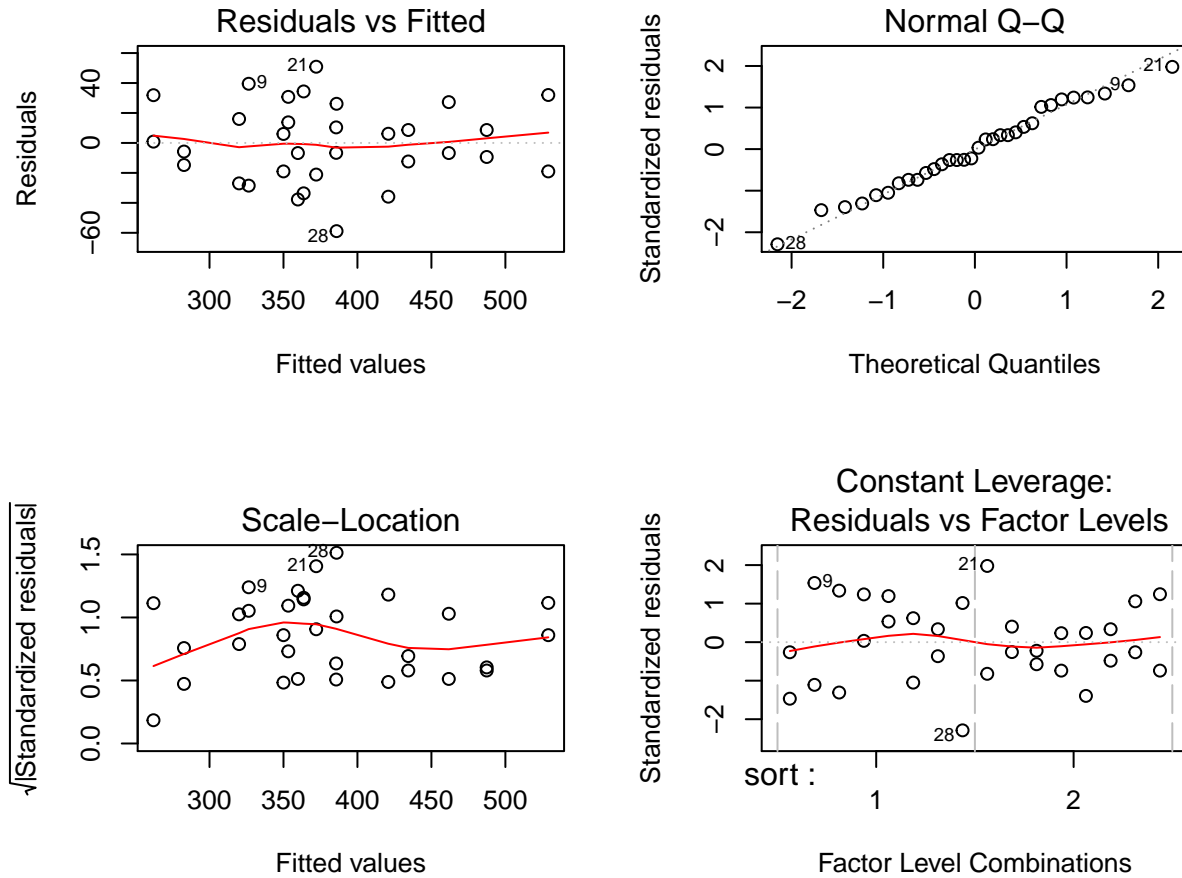 Residuals vs Fitted
Residuals
40
0
−60
21
9
28
300 350 400 450 500
Fitted values
Normal Q−Q
Standardized residuals
2
0
−2
9
21
28
−2 −1 0 1 2
Theoretical Quantiles
Scale−Location
√|Standardized residuals|
1.5
1.0
0.5
0.0
28
21
9
300 350 400 450 500
Fitted values
Constant Leverage:
Residuals vs Factor Levels
Standardized residuals
2
0
−2
21
9
28
sort :
1 2
Factor Level Combinations